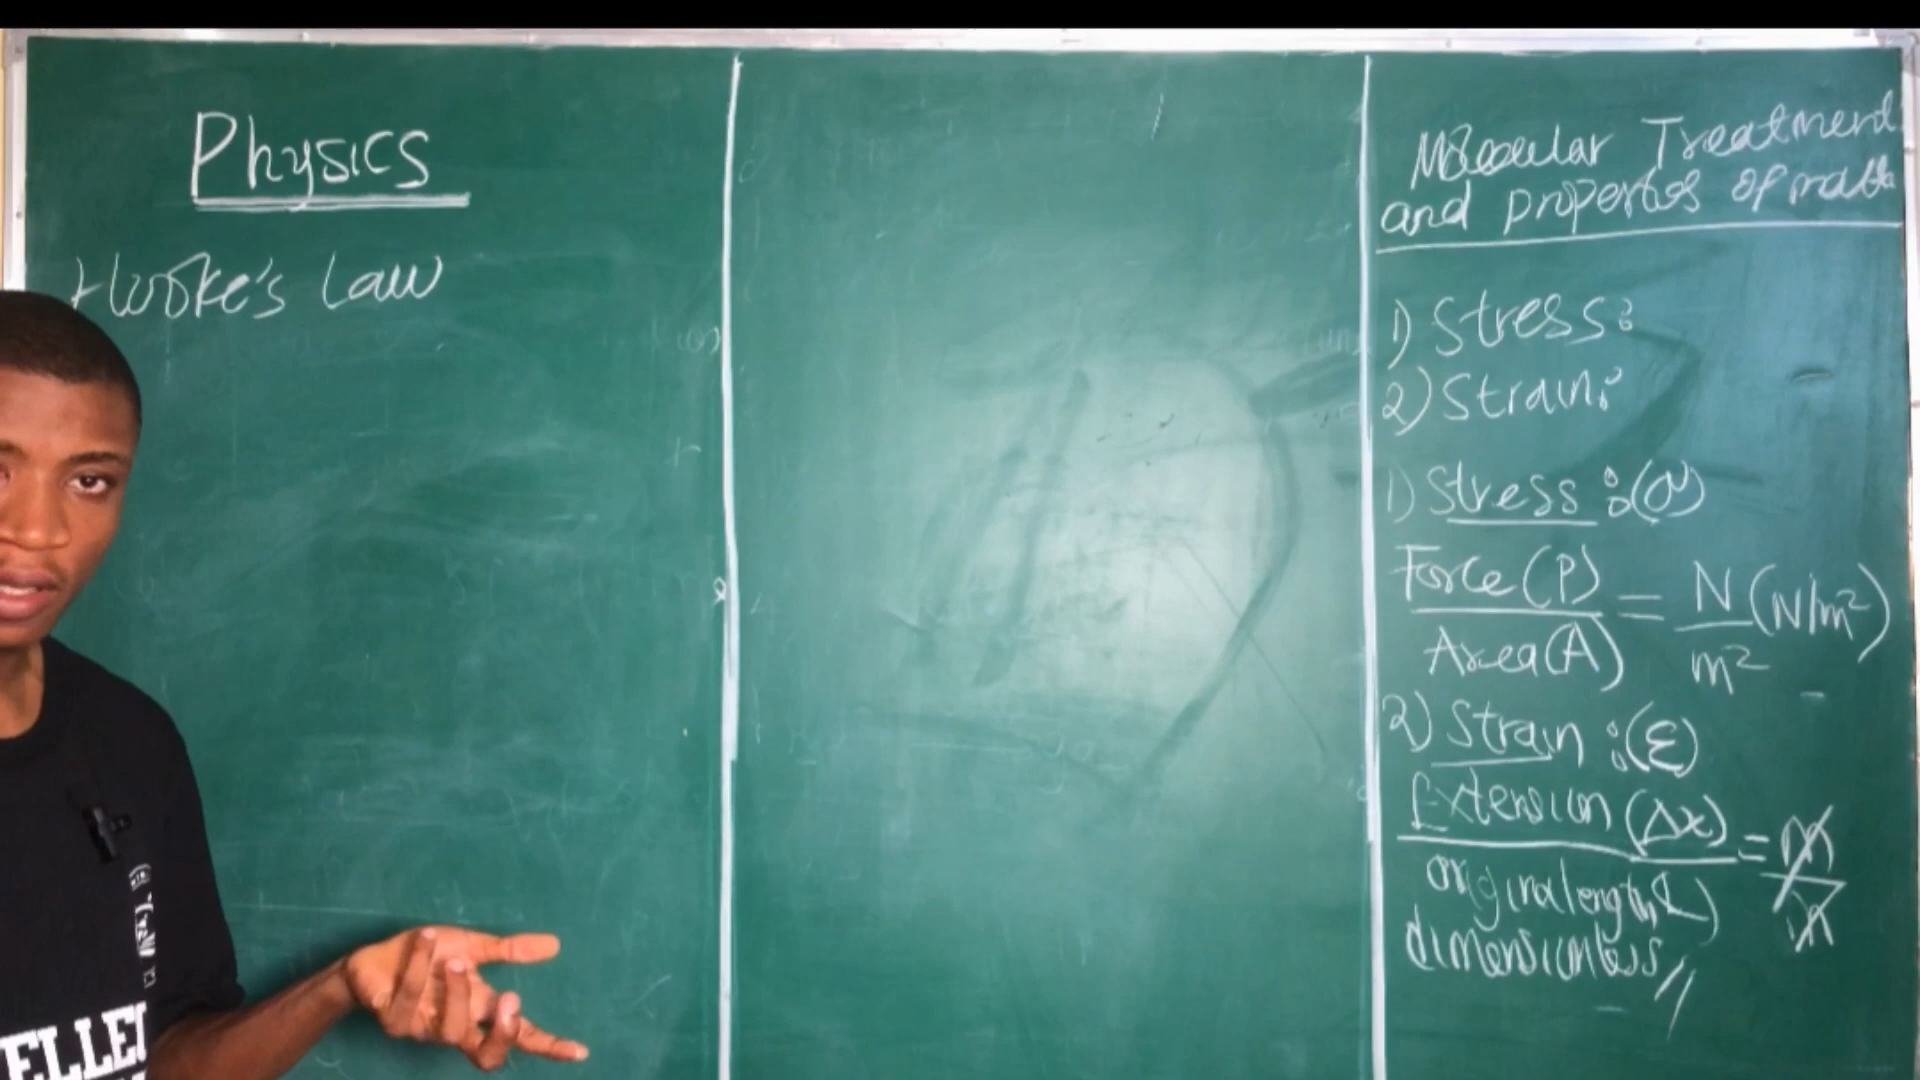 Physics
Hooke's Law
Molecular Treatment
and properties of matter
1) Stress:
2) Strain:
1) Stress :(σ)
Force(P) = N (N/m²)
Area(A) m²
2) Strain :(ε)
Extension (Δx) = m
original length, L) m
dimensionless //
ELLE